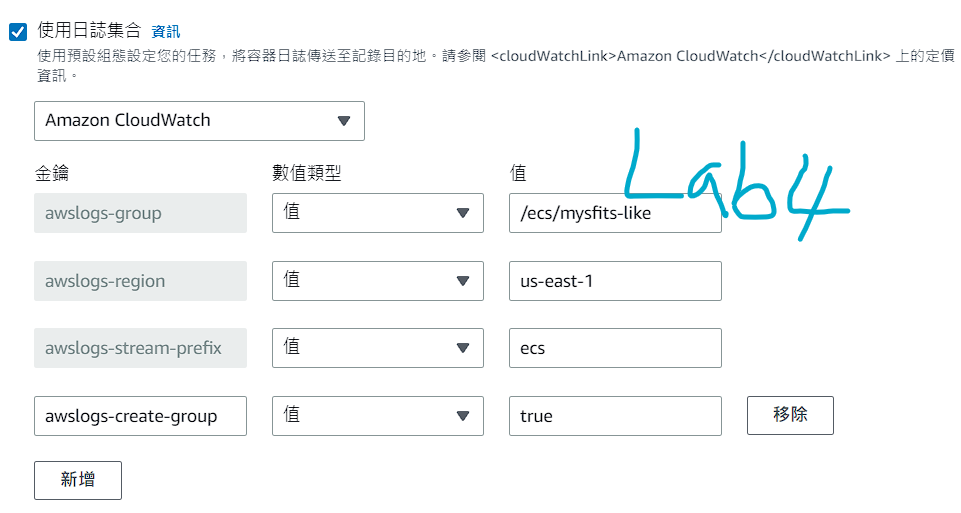 使用日誌集合 資訊
使用預設組態設定您的任務，將容器日誌傳送至記錄目的地。請參閱 <cloudWatchLink>Amazon CloudWatch</cloudWatchLink> 上的定價
資訊。
Amazon CloudWatch
金鑰 數值類型 值
Lab4
awslogs-group 值 /ecs/mysfits-like
awslogs-region 值 us-east-1
awslogs-stream-prefix 值 ecs
awslogs-create-group 值 true 移除
新增